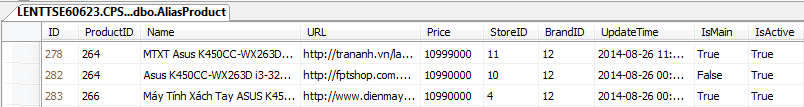 LENTTSE60623.CPS...dbo.AliasProduct
ID ProductID Name URL Price StoreID BrandID UpdateTime IsMain IsActive
278 264 MTXT Asus K450CC-WX263D... http://trananh.vn/la... 10999000 11 12 2014-08-26 11:... True True
282 264 Asus K450CC-WX263D i3-32... http://fptshop.com.... 10990000 10 12 2014-08-26 00:... False True
283 266 Máy Tính Xách Tay ASUS K45... http://www.dienmay... 10990000 4 12 2014-08-26 00:... True True